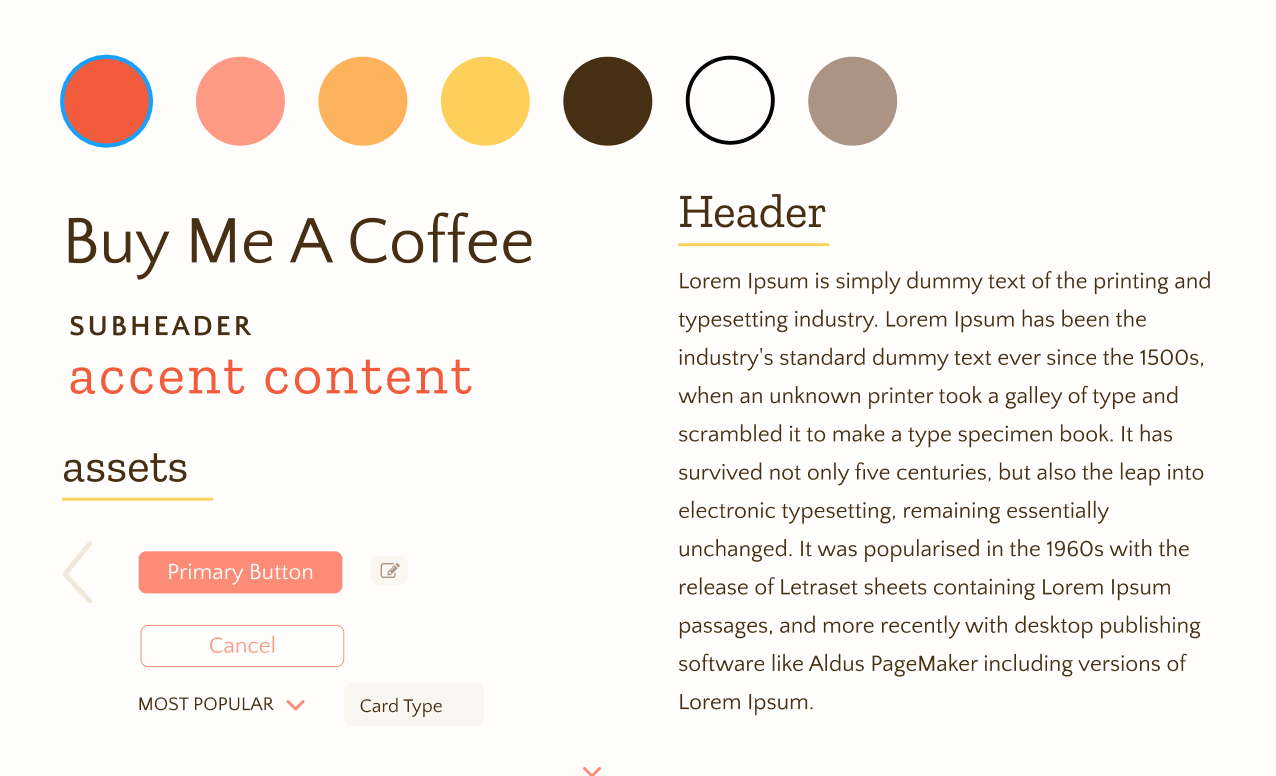 Buy Me A Coffee
SUBHEADER
accent content
assets
Primary Button
Cancel
MOST POPULAR
Card Type
Header
Lorem Ipsum is simply dummy text of the printing and
typesetting industry. Lorem Ipsum has been the
industry's standard dummy text ever since the 1500s,
when an unknown printer took a galley of type and
scrambled it to make a type specimen book. It has
survived not only five centuries, but also the leap into
electronic typesetting, remaining essentially
unchanged. It was popularised in the 1960s with the
release of Letraset sheets containing Lorem Ipsum
passages, and more recently with desktop publishing
software like Aldus PageMaker including versions of
Lorem Ipsum.